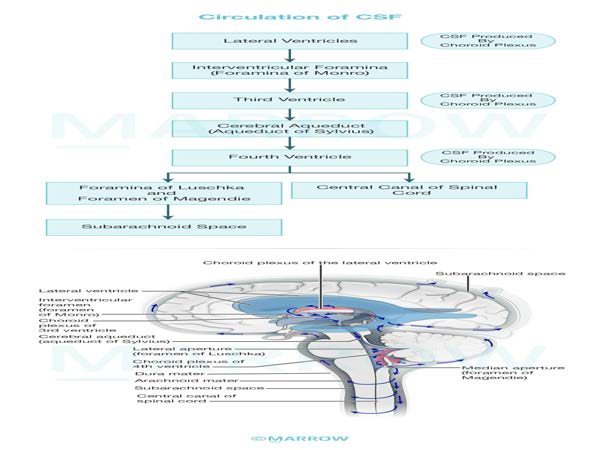 Circulation of CSF
Lateral Ventricles
CSF Produced
By
Choroid Plexus
Interventricular Foramina
(Foramina of Monro)
Third Ventricle
CSF Produced
By
Choroid Plexus
MARROW
Cerebral Aqueduct
(Aqueduct of Sylvius)
Fourth Ventricle
CSF Produced
By
Choroid Plexus
Foramina of Luschka
and
Foramen of Magendie
Central Canal of Spinal
Cord
Subarachnoid Space
Choroid plexus of the lateral ventricle
Subarachnoid space
Lateral ventricle
Interventricular
foramen
(foramen
of Monro)
Choroid
plexus of
3rd ventricle
Cerebral aqueduct
(aqueduct of Sylvius)
Lateral aperture
(foramen of Luschka)
Choroid plexus of
4th ventricle
Dura mater
Arachnoid mater
Subarachnoid space
Central canal of
spinal cord
Median aperture
(foramen of
Magendie)
MARROW
©MARROW